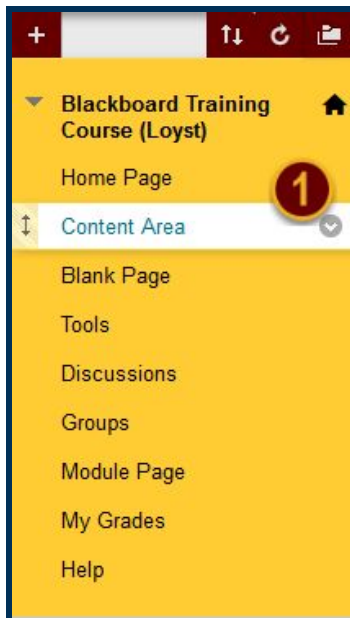 +
Blackboard Training
Course (Loyst)
Home Page
1
Content Area
Blank Page
Tools
Discussions
Groups
Module Page
My Grades
Help